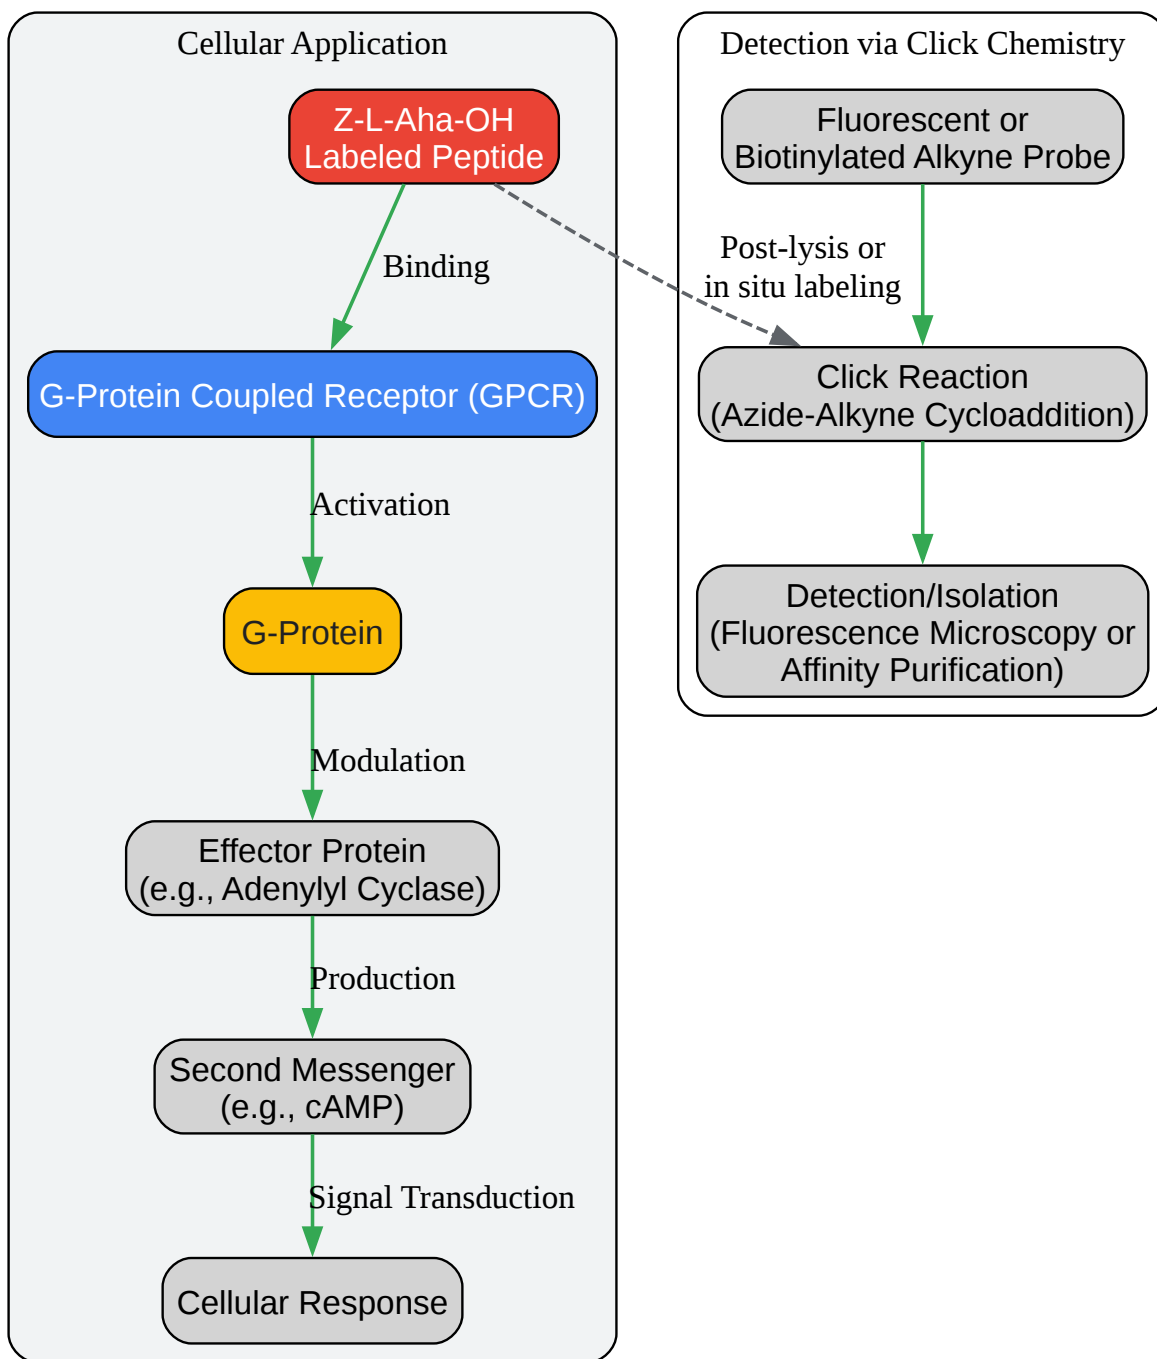 Cellular Application
Z-L-Aha-OH
Labeled Peptide
Binding
G-Protein Coupled Receptor (GPCR)
Activation
G-Protein
Modulation
Effector Protein
(e.g., Adenylyl Cyclase)
Production
Second Messenger
(e.g., cAMP)
Signal Transduction
Cellular Response
Detection via Click Chemistry
Fluorescent or
Biotinylated Alkyne Probe
Post-lysis or
in situ labeling
Click Reaction
(Azide-Alkyne Cycloaddition)
Detection/Isolation
(Fluorescence Microscopy or
Affinity Purification)